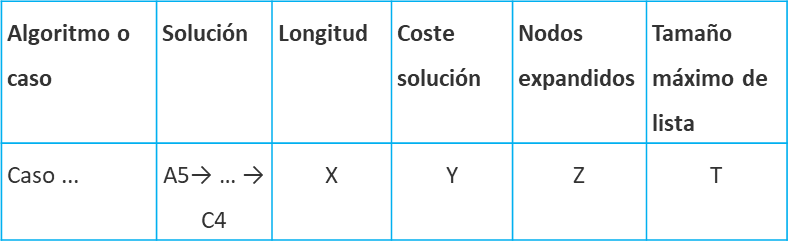 Algoritmo o caso
Solución
Longitud
Coste solución
Nodos expandidos
Tamaño máximo de lista
Caso ...
A5→ ... → C4
X
Y
Z
T